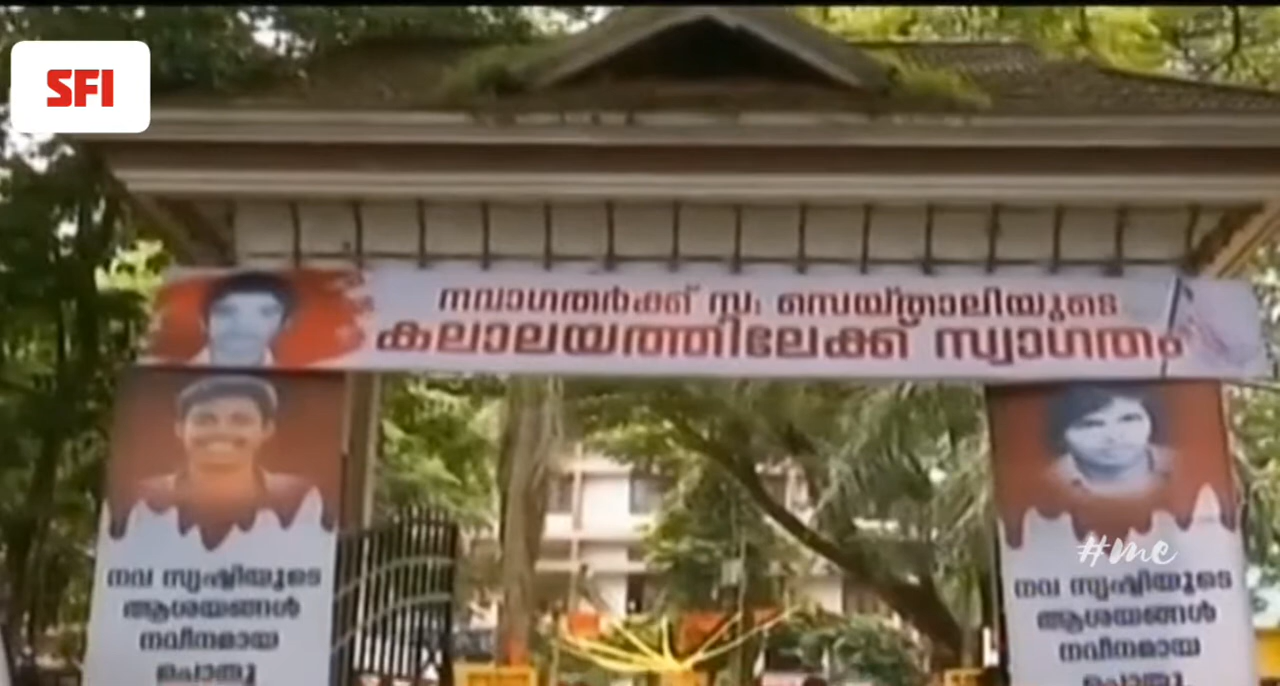 SFI
നവാഗതർക്ക് സ: സെയ്താലിയുടെ
കലാലയത്തിലേക്ക് സ്വാഗതം
നവ സൃഷ്ടിയുടെ
ആശയങ്ങൾ
നവീനമായ
പൊതു
#me
നവ സൃഷ്ടിയുടെ
ആശയങ്ങൾ
നവീനമായ
പൊതു